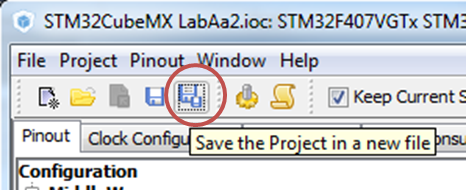 STM32CubeMX LabAa2.ioc: STM32F407VGTx STM3
File Project Pinout Window Help
Keep Current S
Pinout Clock Configu
Save the Project in a new file
Configuration